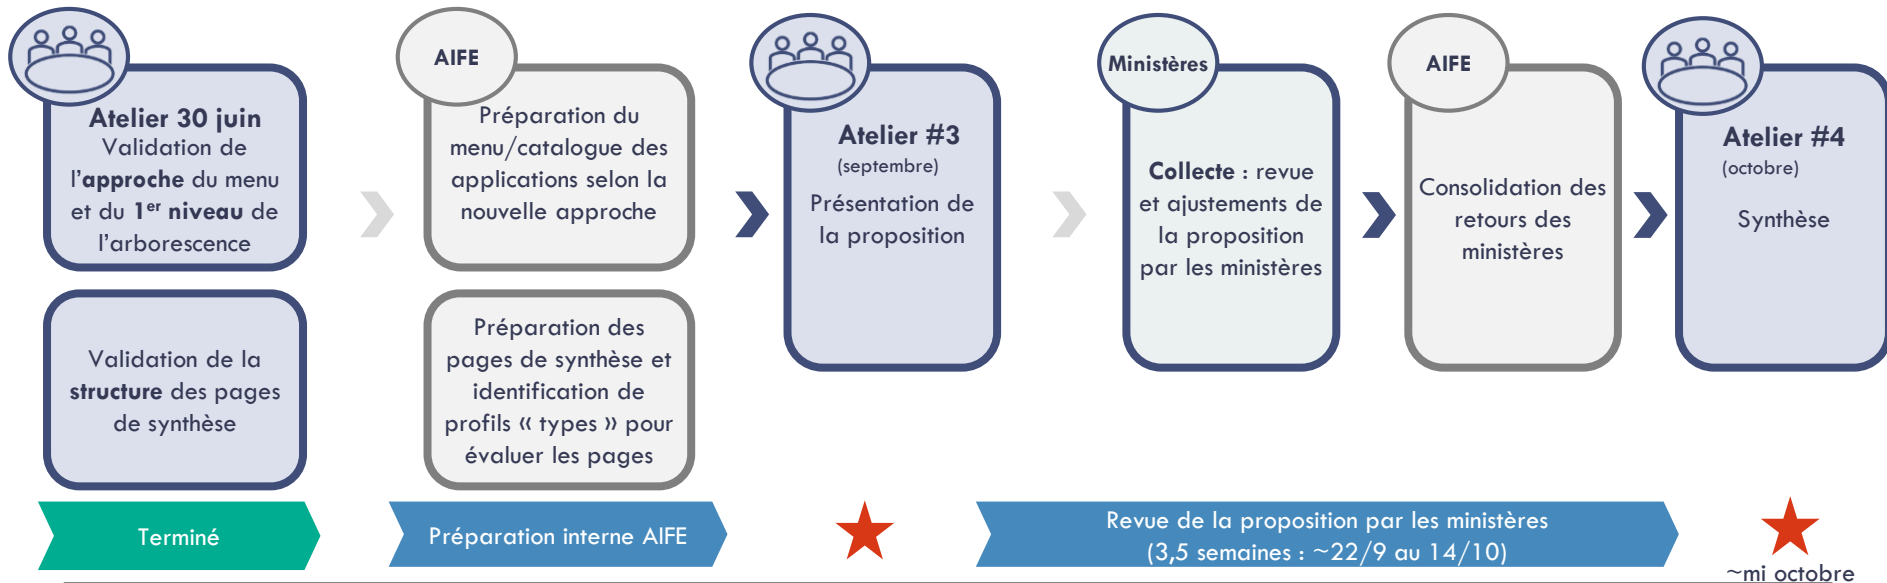 Atelier 30 juin
Validation de
l'approche du menu
et du 1er niveau de
l'arborescence
Validation de la
structure des pages
de synthèse
Terminé
AIFE
Préparation du
menu/catalogue des
applications selon la
nouvelle approche
Préparation des
pages de synthèse et
identification de
profils « types » pour
évaluer les pages
Préparation interne AIFE
Atelier #3
(septembre)
Présentation de
la proposition
Ministères
Collecte : revue
et ajustements de
la proposition
par les ministères
AIFE
Consolidation des
retours des
ministères
Revue de la proposition par les ministères
(3,5 semaines : ~22/9 au 14/10)
Atelier #4
(octobre)
Synthèse
~mi octobre